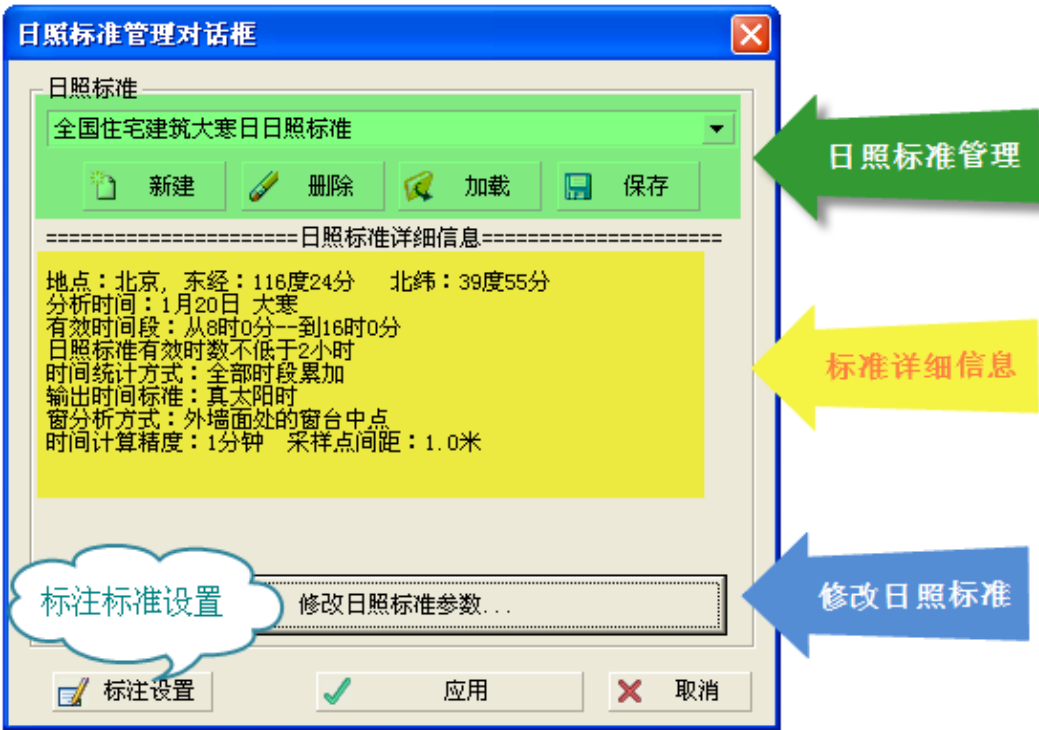 日照标准管理对话框
日照标准
全国住宅建筑大寒日日照标准
日照标准管理
新建 删除 加载 保存
======================日照标准详细信息=====================
地点：北京, 东经：116度24分 北纬：39度55分
分析时间：1月20日 大寒
有效时间段：从8时0分--到16时0分
日照标准有效时数不低于2小时
时间统计方式：全部时段累加
输出时间标准：真太阳时
窗分析方式：外墙面处的窗台中点
时间计算精度：1分钟 采样点间距：1.0米
标准详细信息
标注标准设置
修改日照标准参数...
修改日照标准
标注设置 应用 取消